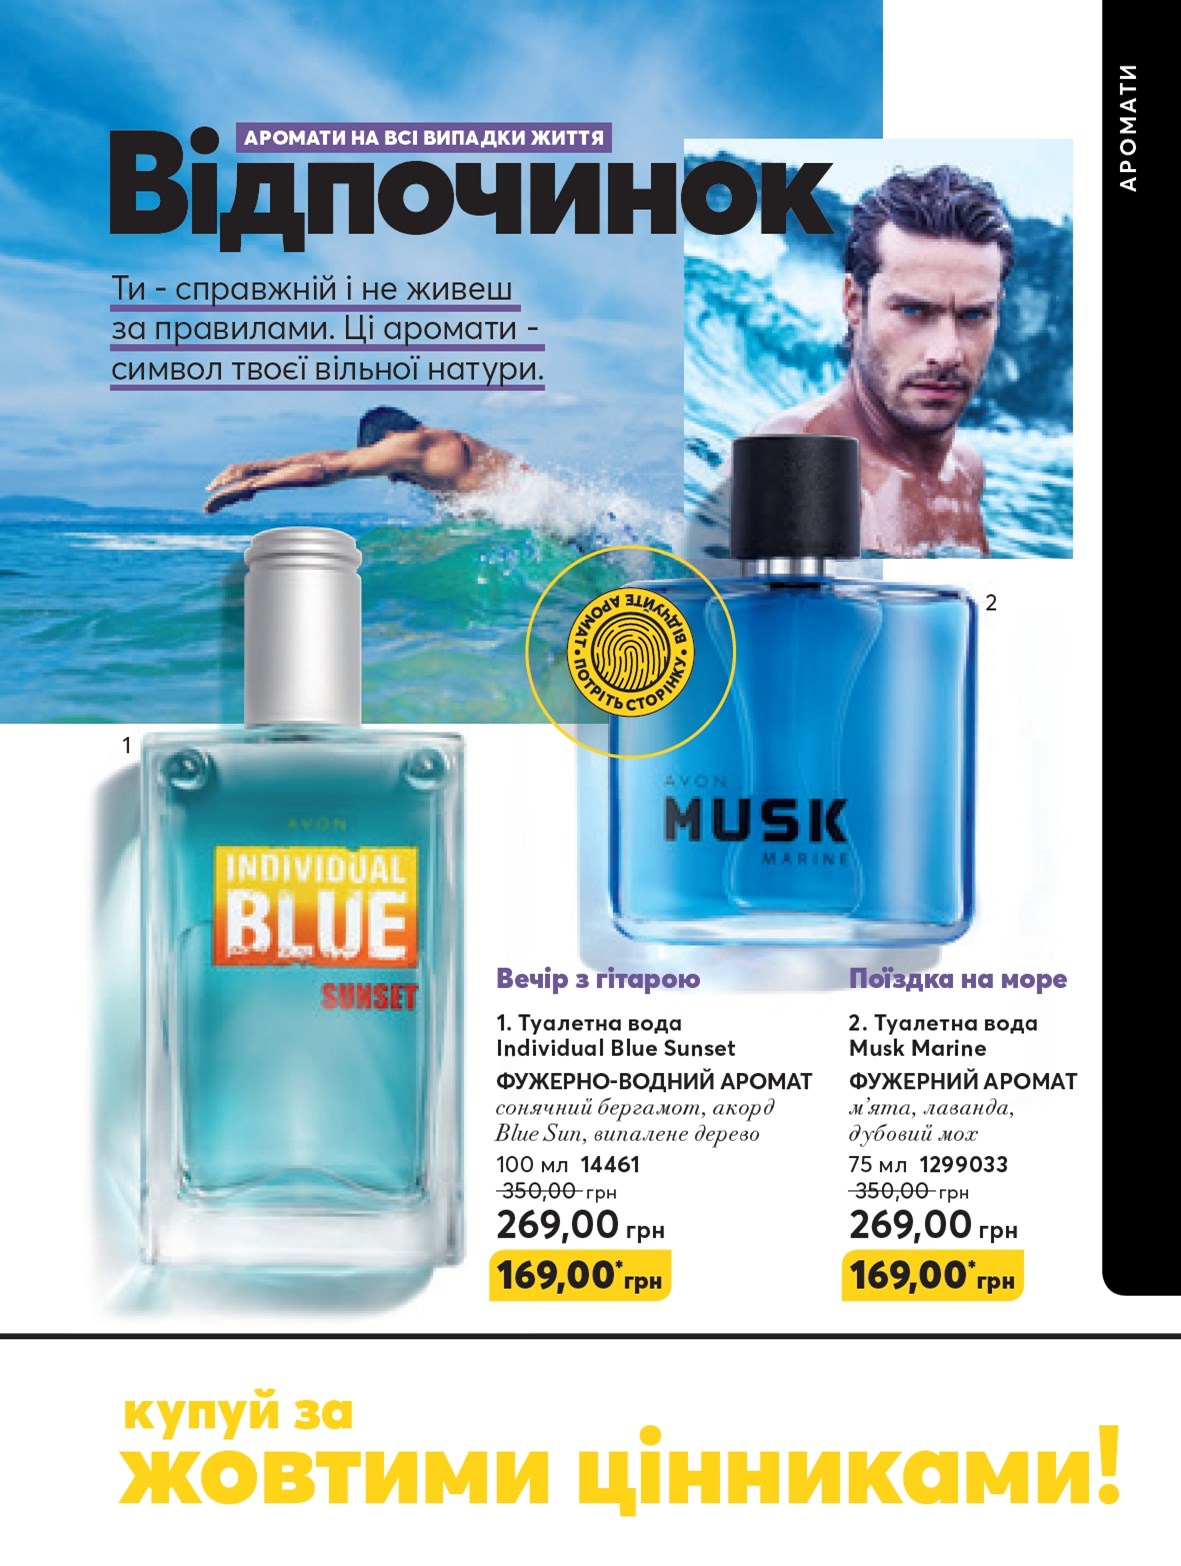 АРОМАТИ
АРОМАТИ НА ВСІ ВИПАДКИ ЖИТТЯ
Відпочинок
Ти - справжній і не живеш
за правилами. Ці аромати -
символ твоєї вільної натури.
ВІДЧУЙТЕ АРОМАТ • ПОТРІТЬ СТОРІНКУ •
2
1
AVON
MUSK
MARINE
AVON
INDIVIDUAL
BLUE
SUNSET
Вечір з гітарою
1. Туалетна вода
Individual Blue Sunset
ФУЖЕРНО-ВОДНИЙ АРОМАТ
сонячний бергамот, акорд
Blue Sun, випалене дерево
100 мл 14461
350,00 грн
269,00 грн
169,00* грн
Поїздка на море
2. Туалетна вода
Musk Marine
ФУЖЕРНИЙ АРОМАТ
м’ята, лаванда,
дубовий мох
75 мл 1299033
350,00 грн
269,00 грн
169,00* грн
купуй за
жовтими цінниками!